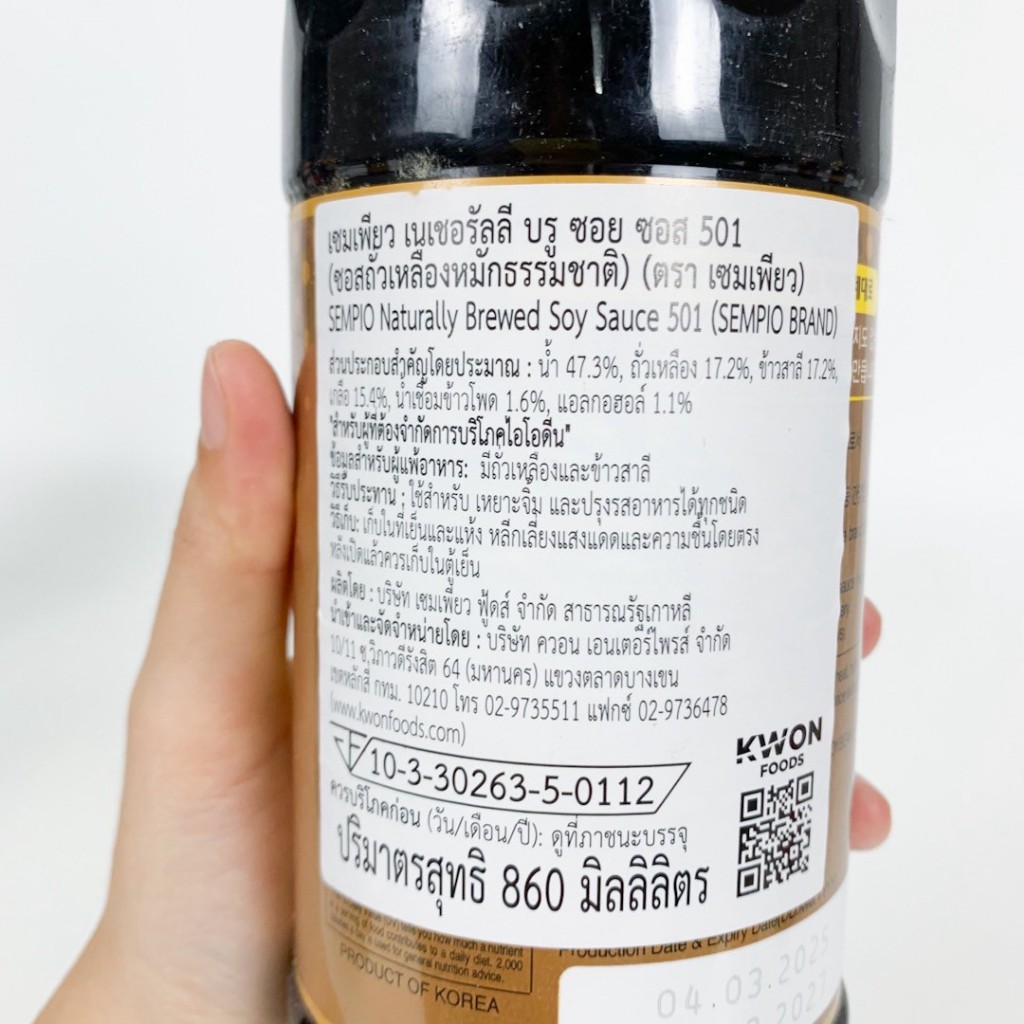 เซมเพียว เนเชอรัลลี บรู ซอย ซอส 501
(ซอสถั่วเหลืองหมักธรรมชาติ) (ตรา เซมเพียว)
SEMPIO Naturally Brewed Soy Sauce 501 (SEMPIO BRAND)
ส่วนประกอบสำคัญโดยประมาณ : น้ำ 47.3%, ถั่วเหลือง 17.2%, ข้าวสาลี 17.2%,
เกลือ 15.4%, น้ำเชื่อมข้าวโพด 1.6%, แอลกอฮอล์ 1.1%
"สำหรับผู้ที่ต้องจำกัดการบริโภคไอโอดีน"
ข้อมูลสำหรับผู้แพ้อาหาร: มีถั่วเหลืองและข้าวสาลี
วิธีรับประทาน : ใช้สำหรับ เหยาะจิ้ม และปรุงรสอาหารได้ทุกชนิด
วิธีเก็บ: เก็บในที่เย็นและแห้ง หลีกเลี่ยงแสงแดดและความชื้นโดยตรง
หลังเปิดแล้วควรเก็บในตู้เย็น
ผลิตโดย : บริษัท เซมเพียว ฟู้ดส์ จำกัด สาธารณรัฐเกาหลี
นำเข้าและจัดจำหน่ายโดย : บริษัท ควอน เอนเตอร์ไพรส์ จำกัด
10/11 ซ.วิภาวดีรังสิต 64 (มหานคร) แขวงตลาดบางเขน
เขตหลักสี่ กทม. 10210 โทร 02-9735511 แฟกซ์ 02-9736478
(www.kwonfoods.com)
10-3-30263-5-0112
KWON
FOODS
ควรบริโภคก่อน (วัน/เดือน/ปี): ดูที่ภาชนะบรรจุ
ปริมาตรสุทธิ 860 มิลลิลิตร
you how much a nutrient
a serving of food contributes to a daily diet. 2,000
calories a day is used for general nutrition advice.
PRODUCT OF KOREA
Production Date & Expiry Date
04.03.2025